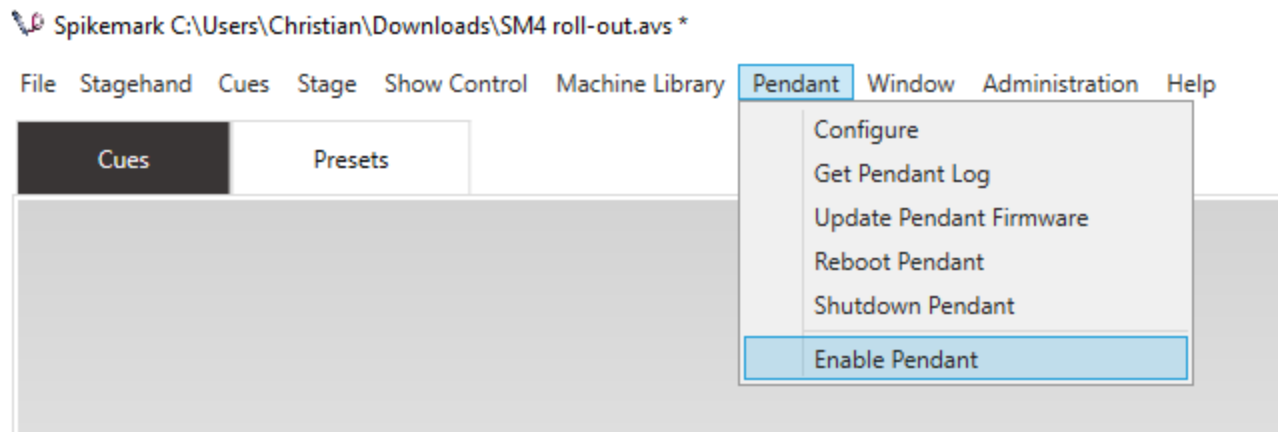 Spikemark C:\Users\Christian\Downloads\SM4 roll-out.avs *
File Stagehand Cues Stage Show Control Machine Library Pendant Window Administration Help
Cues Presets
Configure
Get Pendant Log
Update Pendant Firmware
Reboot Pendant
Shutdown Pendant
Enable Pendant